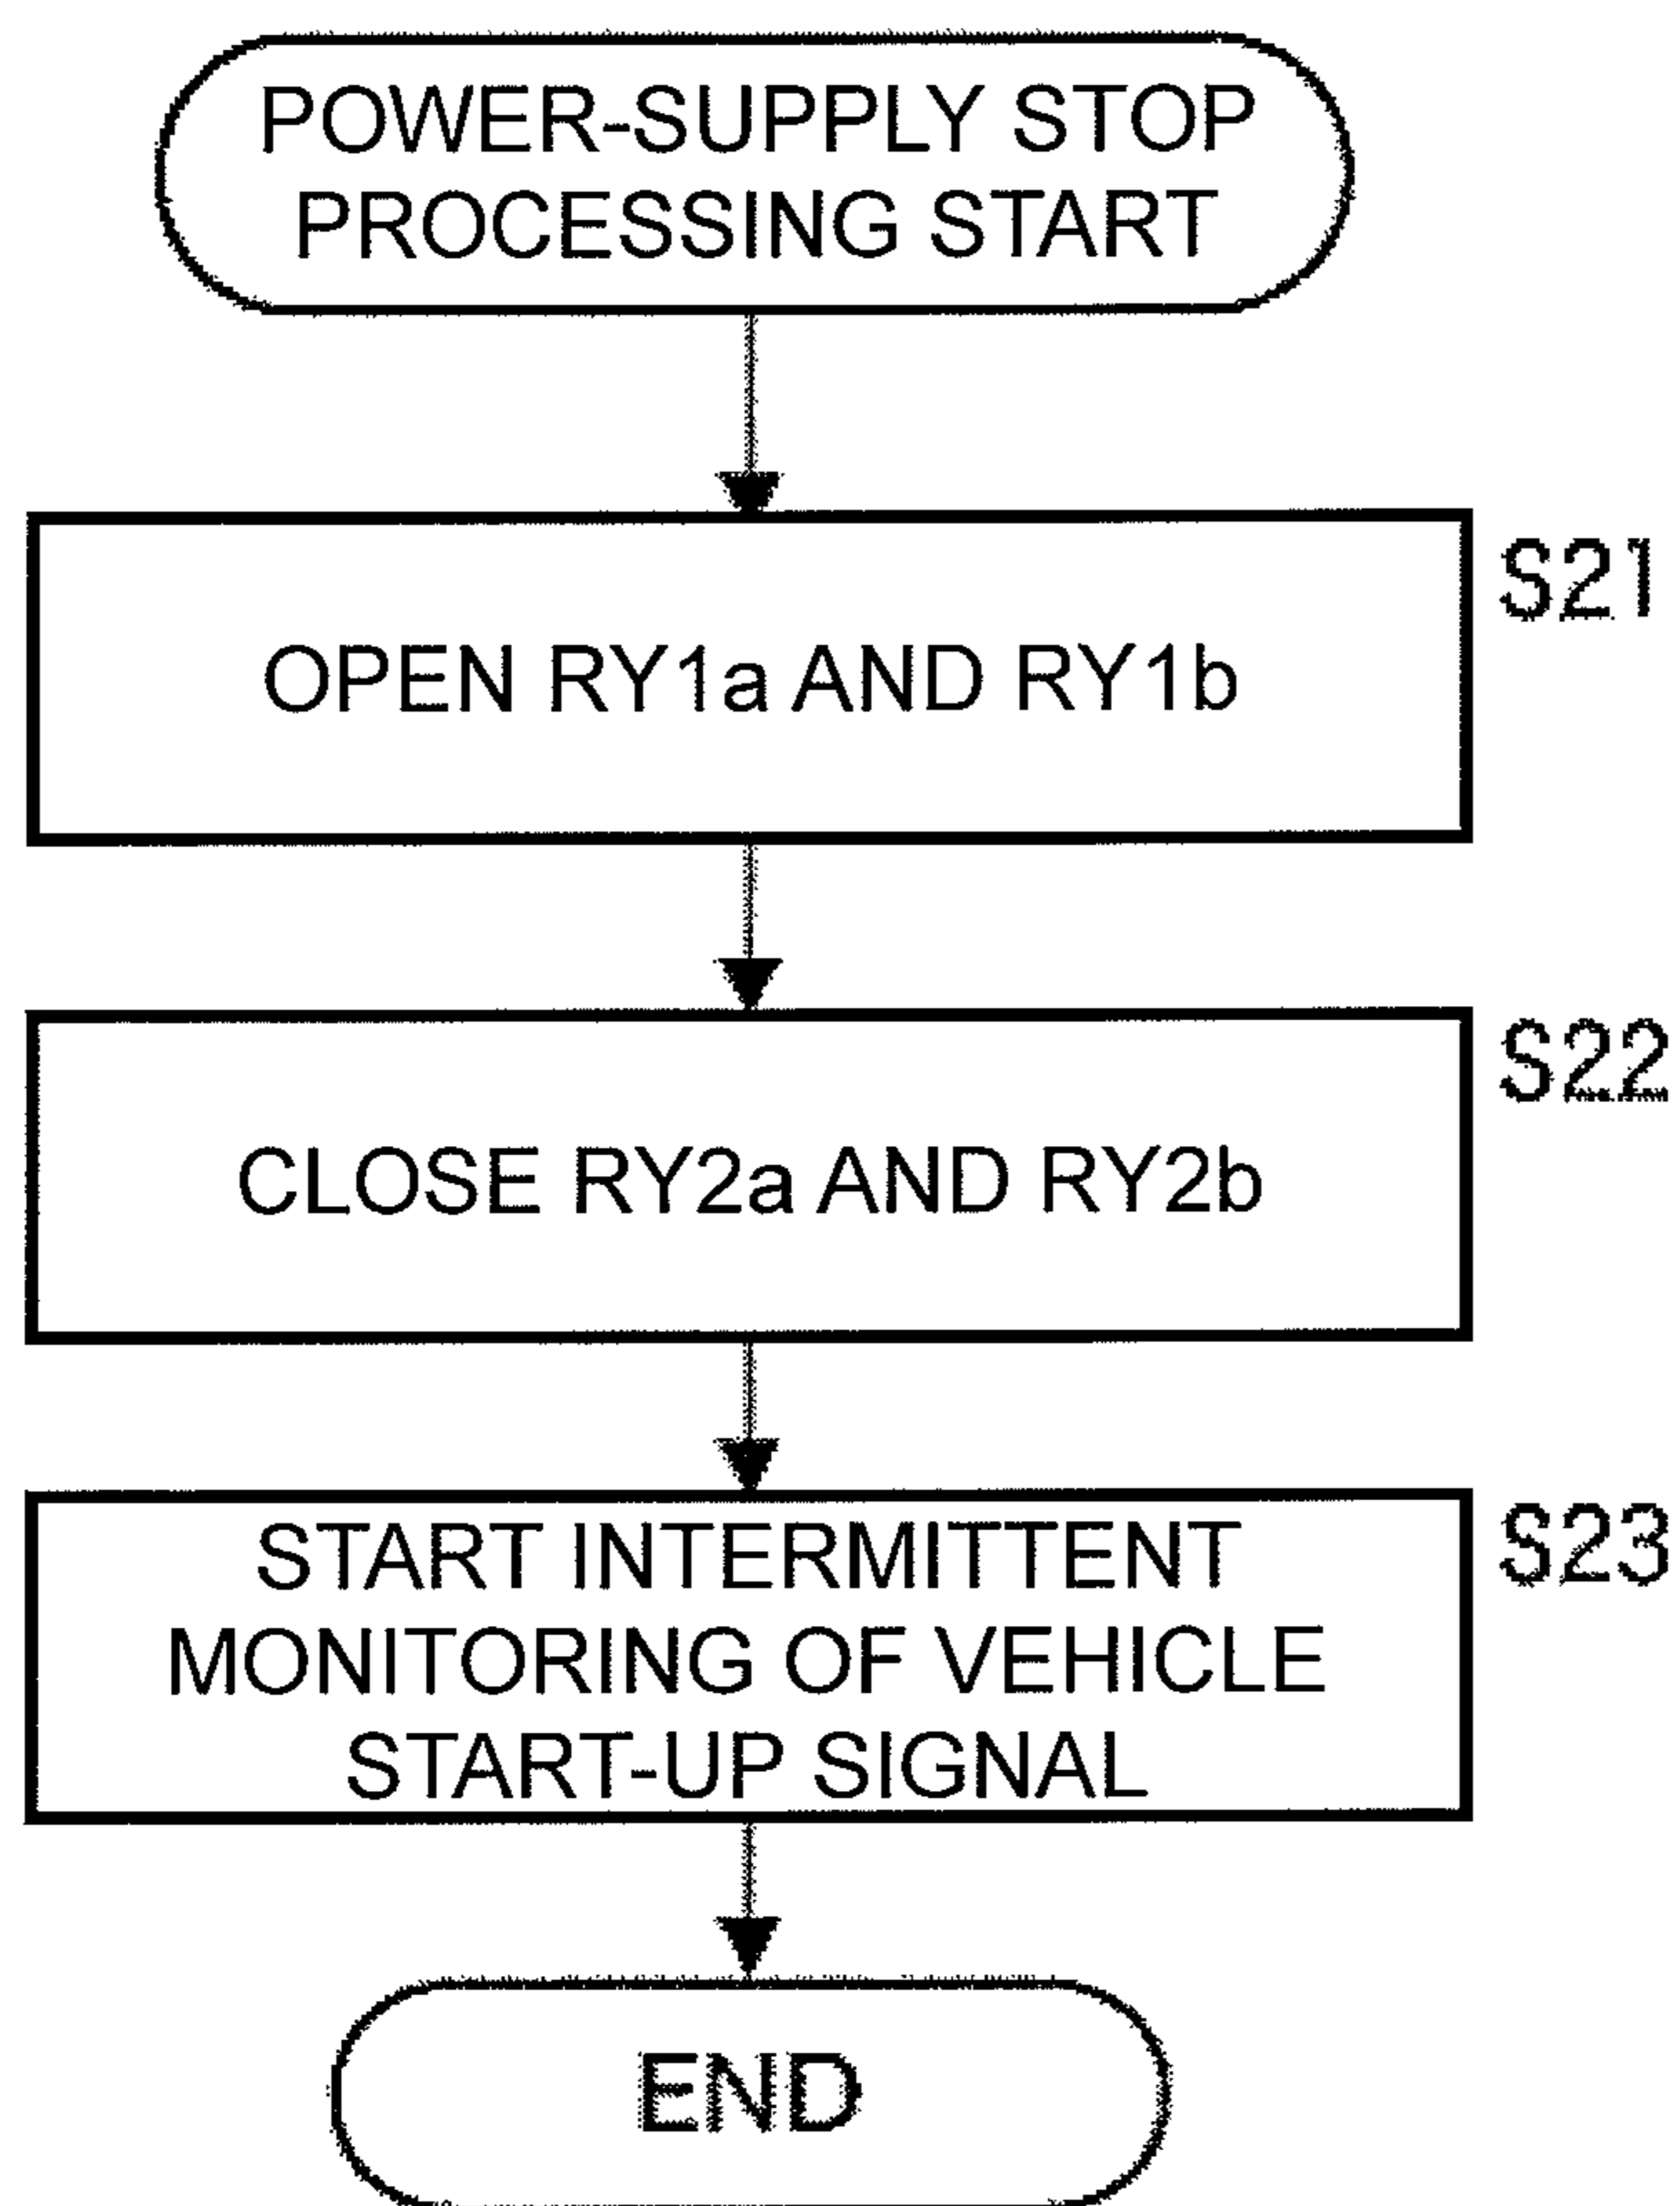 POWER-SUPPLY STOP
PROCESSING START
S21
OPEN RY1a AND RY1b
S22
CLOSE RY2a AND RY2b
S23
START INTERMITTENT
MONITORING OF VEHICLE
START-UP SIGNAL
END